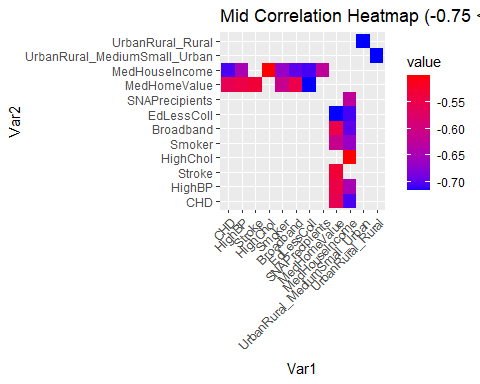 Mid Correlation Heatmap (-0.75 <
UrbanRural_Rural
UrbanRural_MediumSmall_Urban
MedHouseIncome
MedHomeValue
SNAPrecipients
EdLessColl
Broadband
Smoker
HighChol
Stroke
HighBP
CHD
Var2
CHD
HighBP
Stroke
HighChol
Smoker
Broadband
EdLessColl
SNAPrecipients
MedHomeValue
MedHouseIncome
UrbanRural_MediumSmall_Urban
UrbanRural_Rural
Var1
value
-0.55
-0.60
-0.65
-0.70